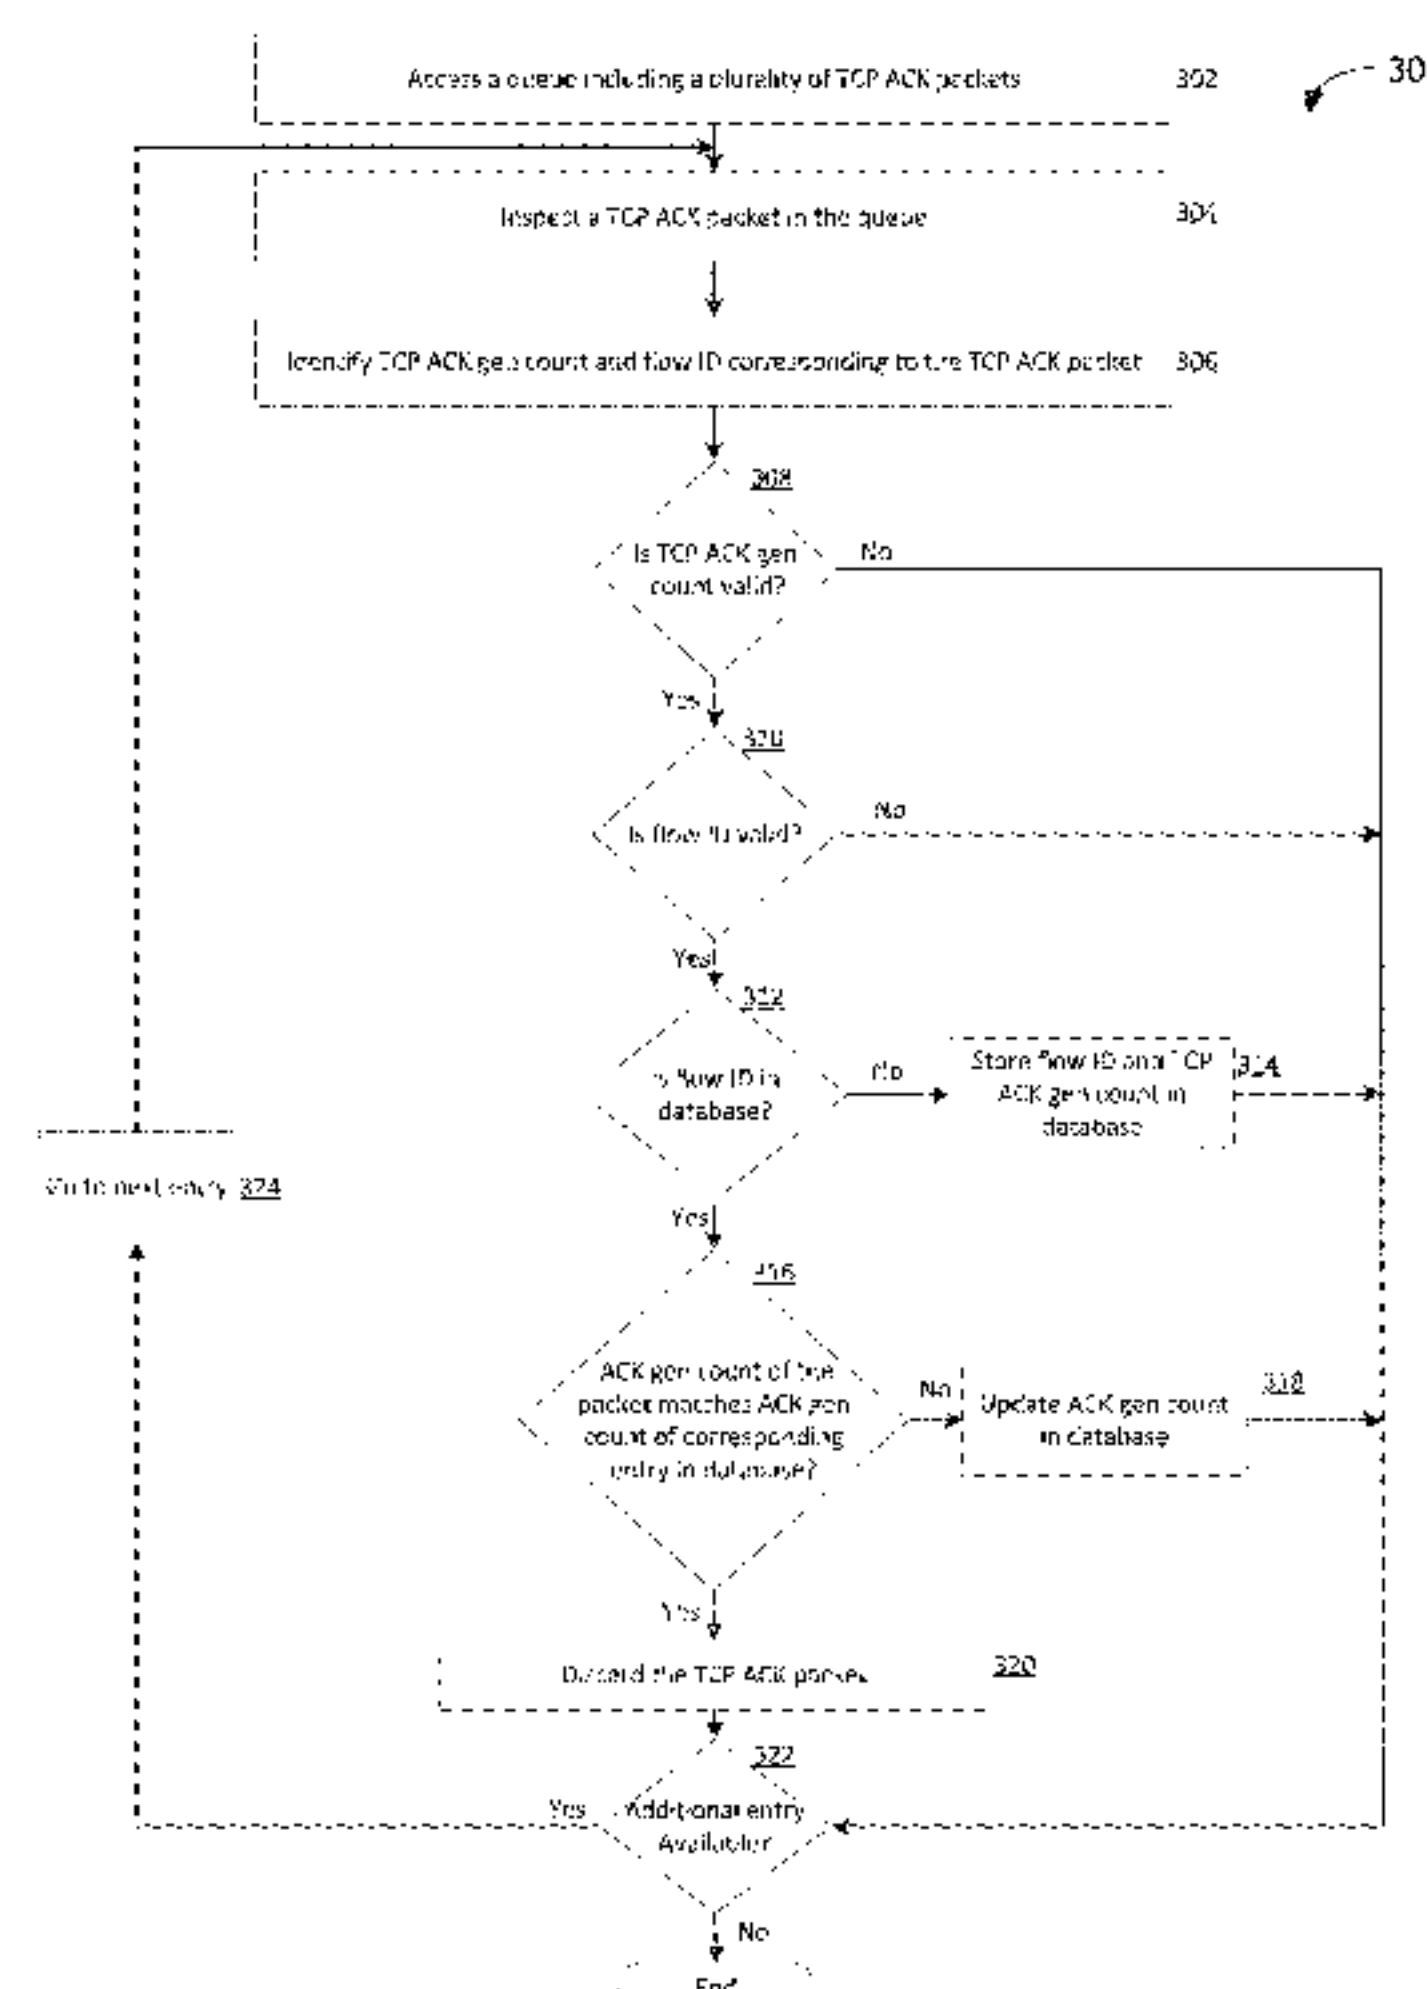 Access a queue including a plurality of TCP ACK packets 302
30
Inspect a TCP ACK packet in the queue 304
Identify TCP ACK gen count and flow ID corresponding to the TCP ACK packet 306
308
Is TCP ACK gen
count valid?
No
Yes
Is flow ID valid?
No
Yes
312
Is flow ID in
database?
No
Store flow ID and TCP
ACK gen count in
database
314
Go to next entry 324
Yes
316
ACK gen count of the
packet matches ACK gen
count of corresponding
entry in database?
No
Update ACK gen count
in database
318
Yes
Discard the TCP ACK packet
320
322
Additional entry
Available?
Yes
No
End